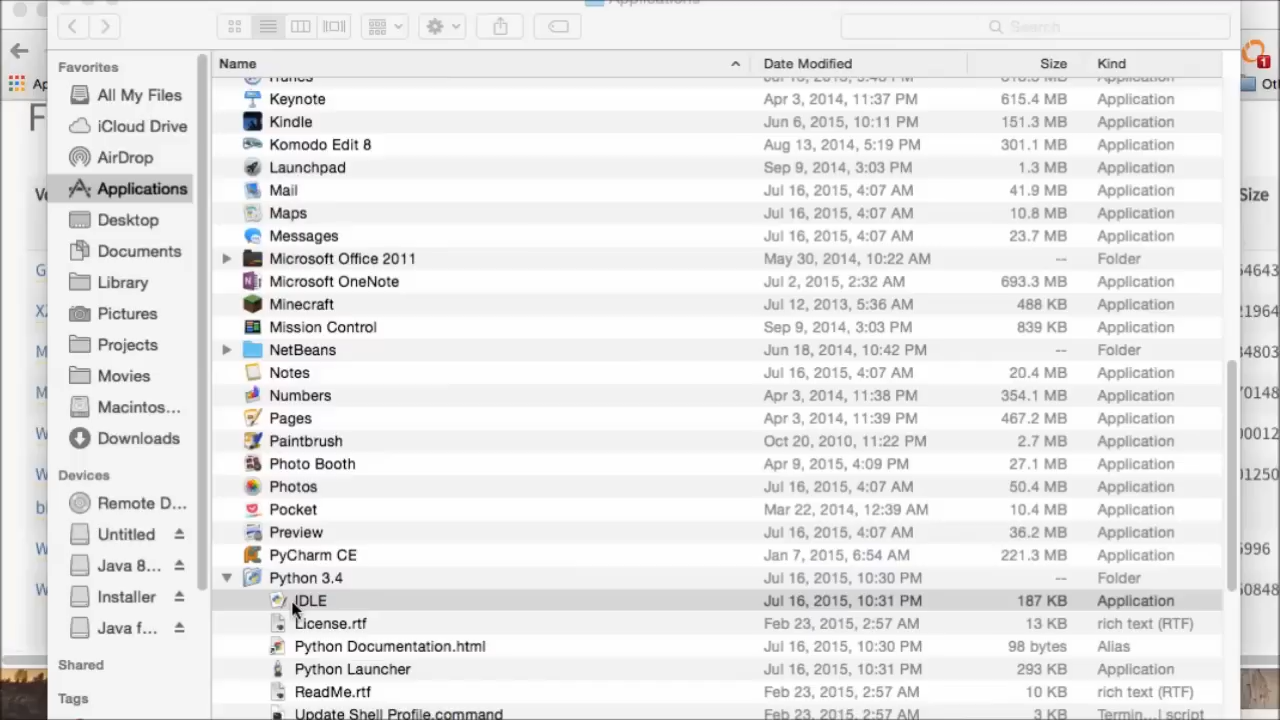 Applications
Search
Name Date Modified Size Kind
Favorites
All My Files
iCloud Drive
AirDrop
Applications
Desktop
Documents
Library
Pictures
Projects
Movies
Macintos...
Downloads
Devices
Remote D...
Untitled
Java 8...
Installer
Java f...
Shared
Tags
Keynote Apr 3, 2014, 11:37 PM 615.4 MB Application
Kindle Jun 6, 2015, 10:11 PM 151.3 MB Application
Komodo Edit 8 Aug 13, 2014, 5:19 PM 301.1 MB Application
Launchpad Sep 9, 2014, 3:03 PM 1.3 MB Application
Mail Jul 16, 2015, 4:07 AM 41.9 MB Application
Maps Jul 16, 2015, 4:07 AM 10.8 MB Application
Messages Jul 16, 2015, 4:07 AM 23.7 MB Application
Microsoft Office 2011 May 30, 2014, 10:22 AM -- Folder
Microsoft OneNote Jul 2, 2015, 2:32 AM 693.3 MB Application
Minecraft Jul 12, 2013, 5:36 AM 488 KB Application
Mission Control Sep 9, 2014, 3:03 PM 839 KB Application
NetBeans Jun 18, 2014, 10:42 PM -- Folder
Notes Jul 16, 2015, 4:07 AM 20.4 MB Application
Numbers Apr 3, 2014, 11:38 PM 354.1 MB Application
Pages Apr 3, 2014, 11:39 PM 467.2 MB Application
Paintbrush Oct 20, 2010, 11:22 PM 2.7 MB Application
Photo Booth Apr 9, 2015, 4:09 PM 27.1 MB Application
Photos Jul 16, 2015, 4:07 AM 50.4 MB Application
Pocket Mar 22, 2014, 12:39 AM 10.4 MB Application
Preview Jul 16, 2015, 4:07 AM 36.2 MB Application
PyCharm CE Jan 7, 2015, 6:54 AM 221.3 MB Application
Python 3.4 Jul 16, 2015, 10:30 PM -- Folder
IDLE Jul 16, 2015, 10:31 PM 187 KB Application
License.rtf Feb 23, 2015, 2:57 AM 13 KB rich text (RTF)
Python Documentation.html Jul 16, 2015, 10:30 PM 98 bytes Alias
Python Launcher Jul 16, 2015, 10:31 PM 293 KB Application
ReadMe.rtf Feb 23, 2015, 2:57 AM 10 KB rich text (RTF)
Update Shell Profile.command Feb 23, 2015, 2:57 AM 3 KB Termin...l script
Size
1